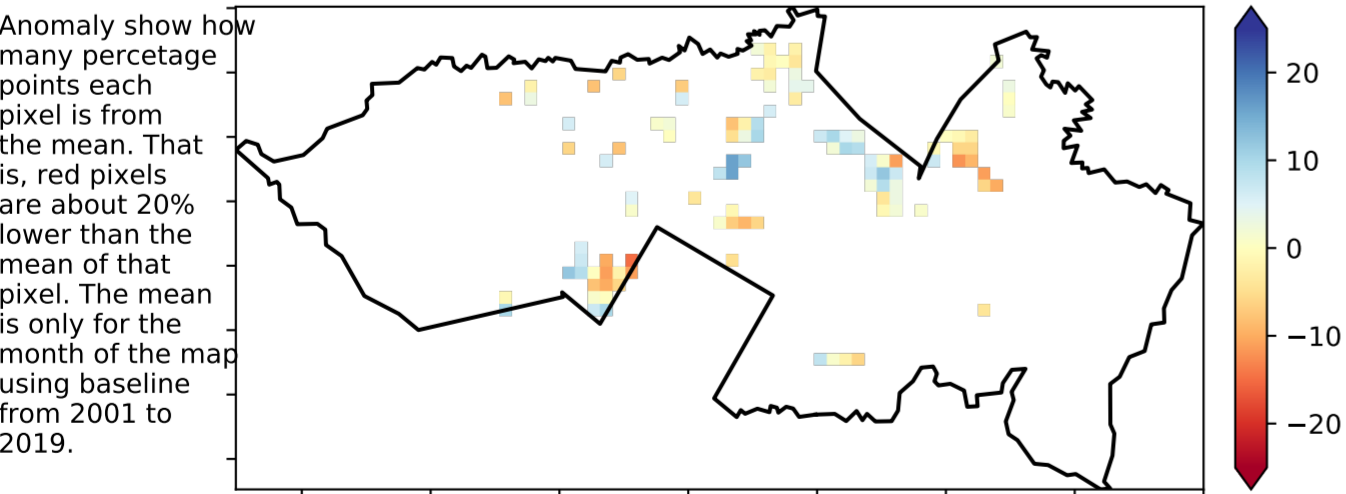 Anomaly show how
many percetage
points each
pixel is from
the mean. That
is, red pixels
are about 20%
lower than the
mean of that
pixel. The mean
is only for the
month of the map
using baseline
from 2001 to
2019.
20
10
0
−10
−20